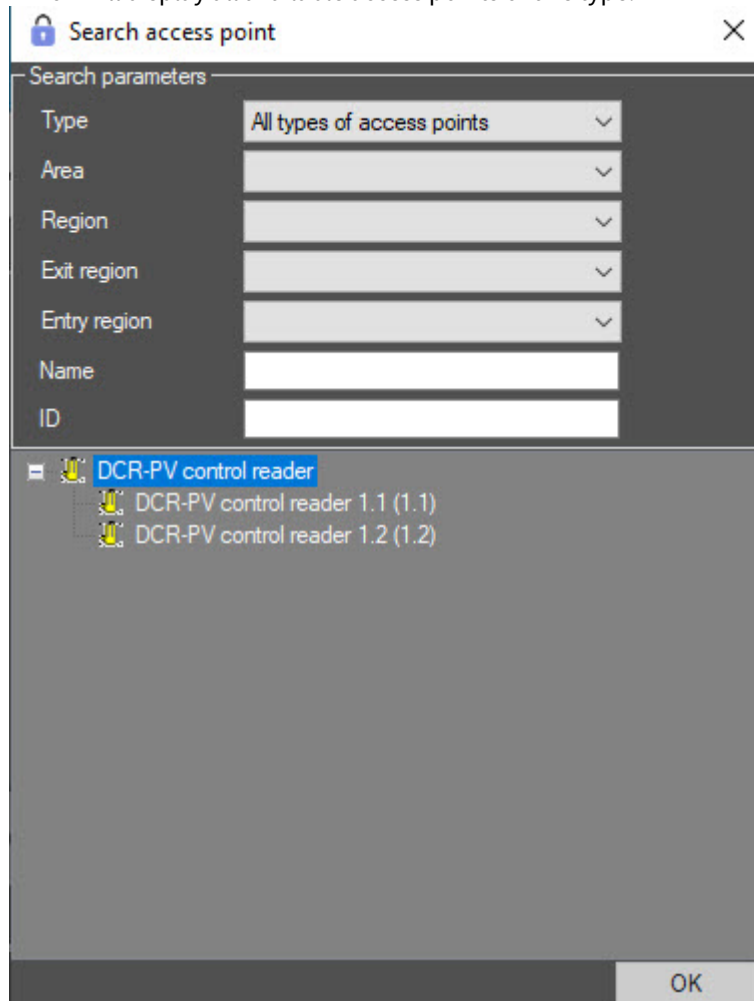 Search access point
Search parameters
Type All types of access points
Area
Region
Exit region
Entry region
Name
ID
DCR-PV control reader
DCR-PV control reader 1.1 (1.1)
DCR-PV control reader 1.2 (1.2)
OK